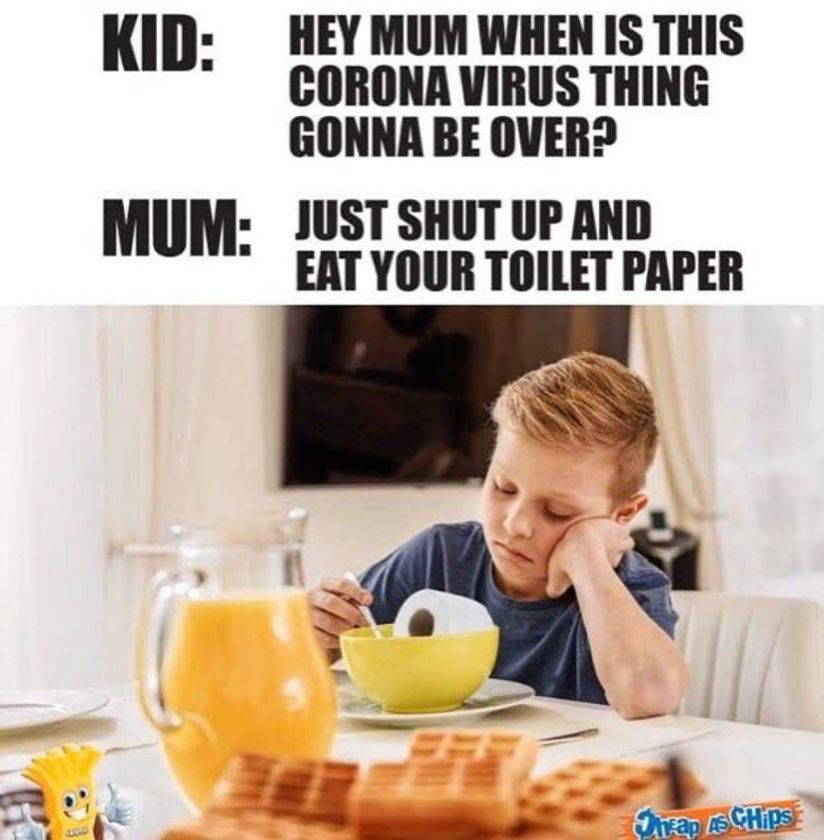 KID: HEY MUM WHEN IS THIS
CORONA VIRUS THING
GONNA BE OVER?
MUM: JUST SHUT UP AND
EAT YOUR TOILET PAPER
Cheap AS CHips